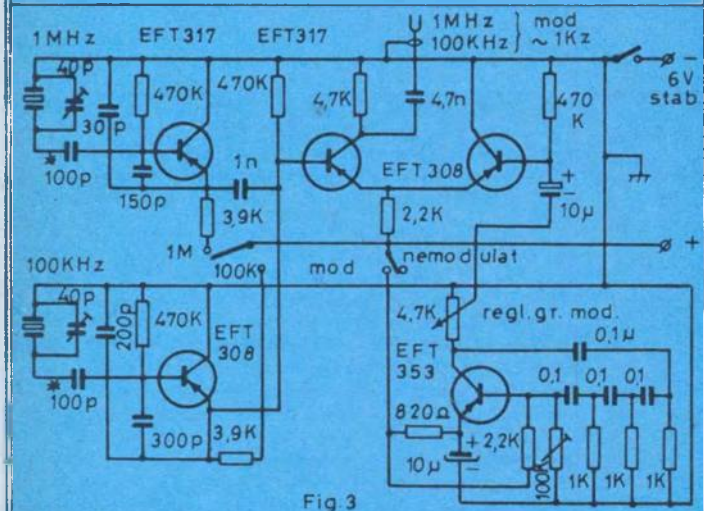 1MHz EFT317 EFT317 1MHz } mod
100KHz ~ 1Kz
40p
470K 470K 4,7K 4,7n 470 K
6V stab
30p
*
100p 150p 1n EFT308 + - 10μ
3,9K 2,2K
1M 100K mod nemodulat +
100KHz
40p 200p 470K EFT 308
4,7K regl.gr.mod.
0,1μ
EFT 353
* 100p 300p 3,9K
820Ω + 2,2K 0,1 0,1 0,1
10μ - 100K 1K 1K 1K
Fig.3